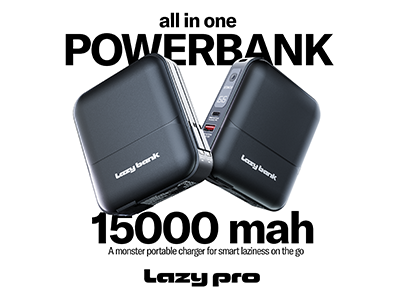 all in one
POWERBANK
Lazy bank
Lazy bank
15000 mah
A monster portable charger for smart laziness on the go
Lazy pro